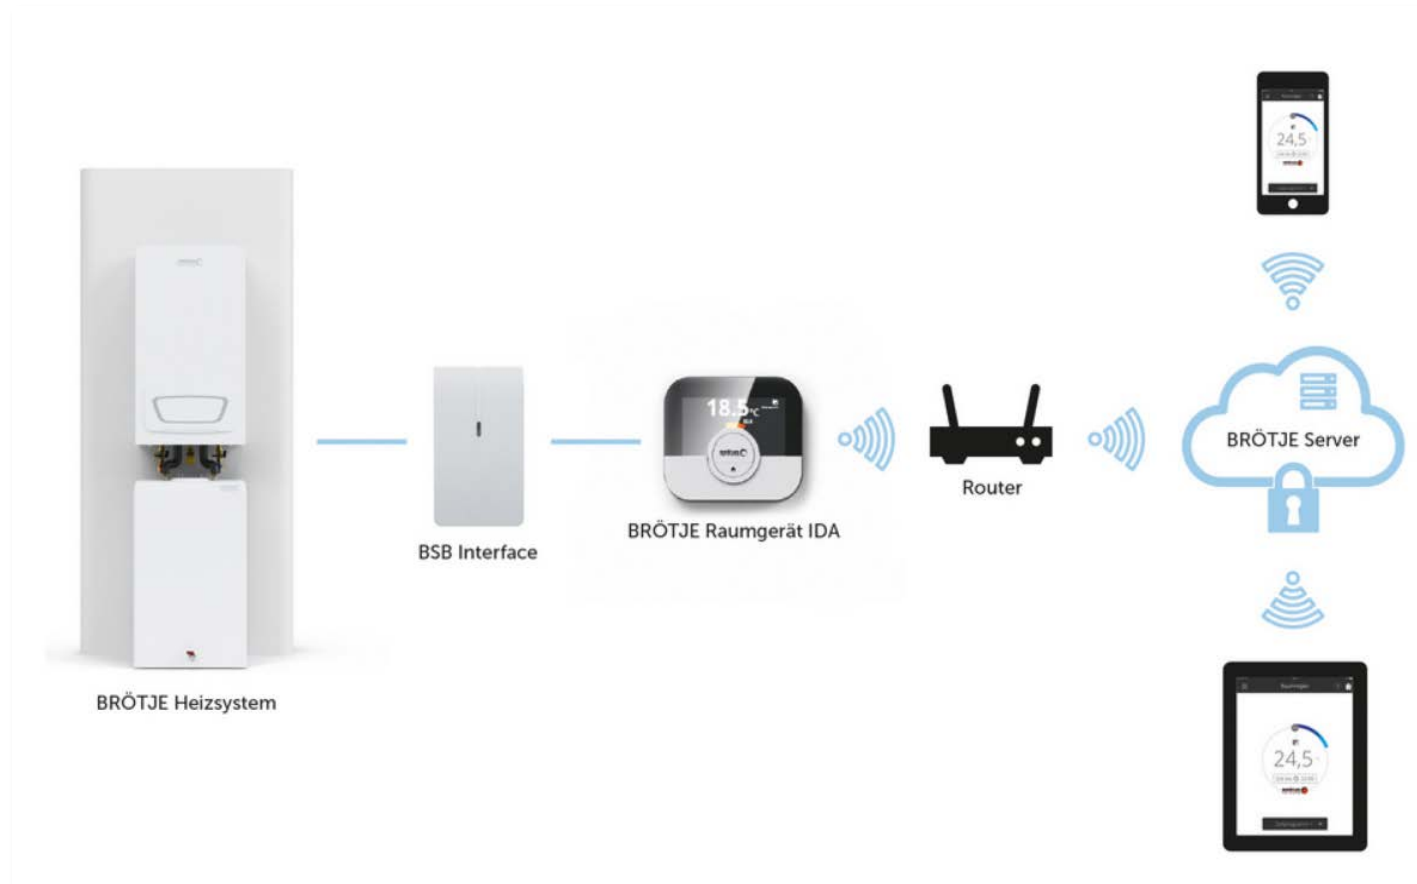 24,5
18.5°C
BRÖTJE Server
Router
BRÖTJE Raumgerät IDA
BSB Interface
BRÖTJE Heizsystem
24,5